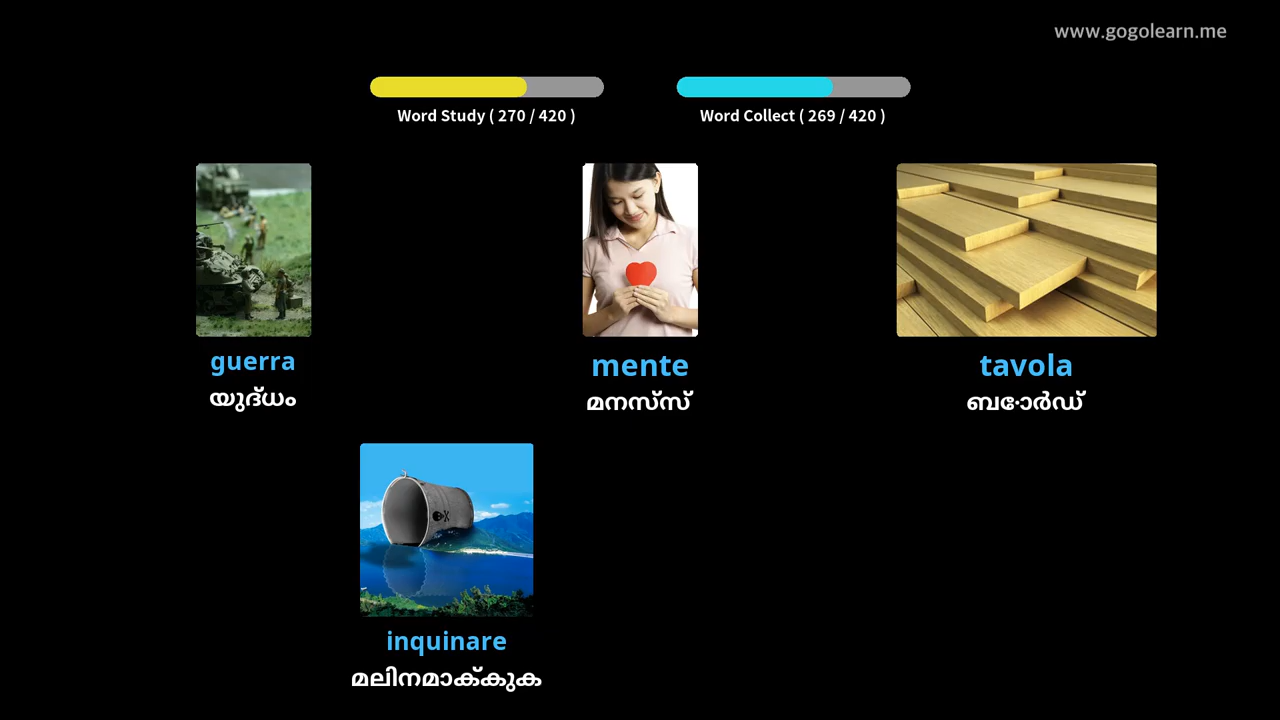 www.gogolearn.me
Word Study ( 270 / 420 )
Word Collect ( 269 / 420 )
guerra
യുദ്ധം
mente
മനസ്സ്
tavola
ബോർഡ്
inquinare
മലിനമാക്കുക